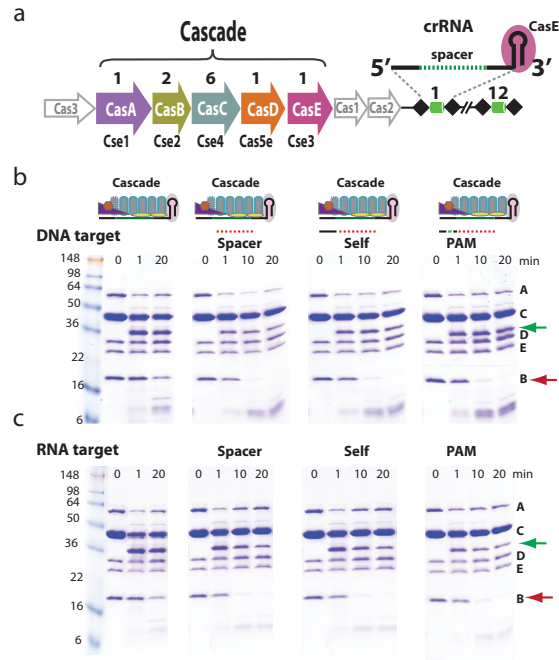 a
Cascade
crRNA
CasE
spacer
5′ 3′
1 2 6 1 1
Cas3 CasA CasB CasC CasD CasE Cas1 Cas2
1 12
Cse1 Cse2 Cse4 Cas5e Cse3
b
Cascade Cascade Cascade Cascade
DNA target
Spacer Self PAM
148 0 1 20 0 1 10 20 0 1 10 20 0 1 10 20 min
98
64
A
50
C
36
D
E
22
B
16
6
c
RNA target
Spacer Self PAM
148 0 1 20 0 1 10 20 0 1 10 20 0 1 10 20 min
98
64
A
50
C
36
D
E
22
B
16
6